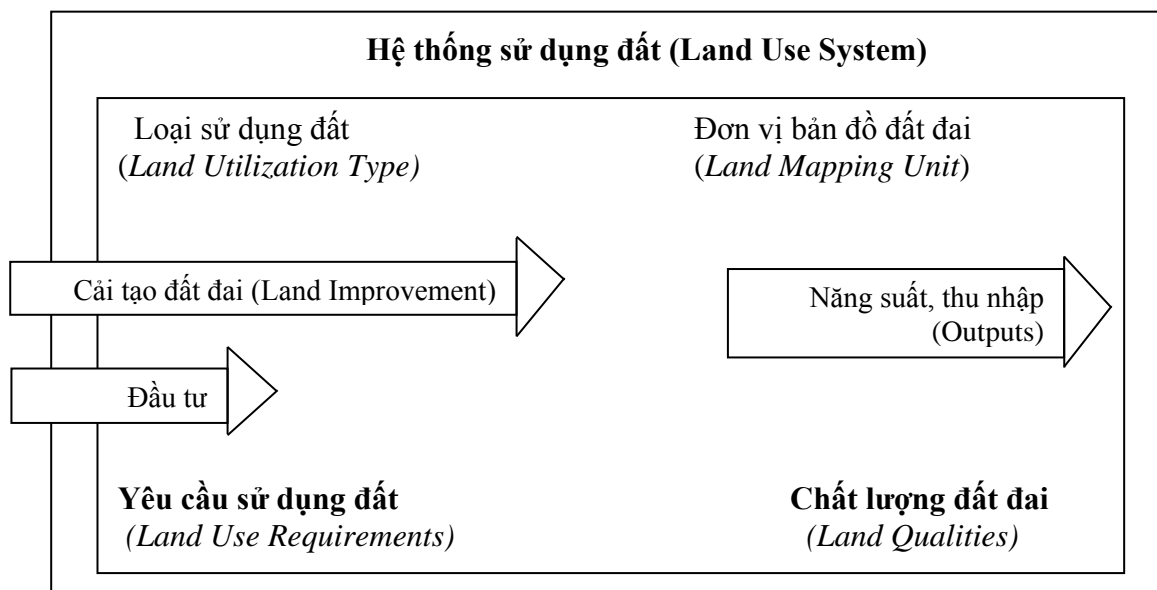 Hệ thống sử dụng đất (Land Use System)
Loại sử dụng đất
(Land Utilization Type)
Đơn vị bản đồ đất đai
(Land Mapping Unit)
Cải tạo đất đai (Land Improvement)
Năng suất, thu nhập
(Outputs)
Đầu tư
Yêu cầu sử dụng đất
(Land Use Requirements)
Chất lượng đất đai
(Land Qualities)